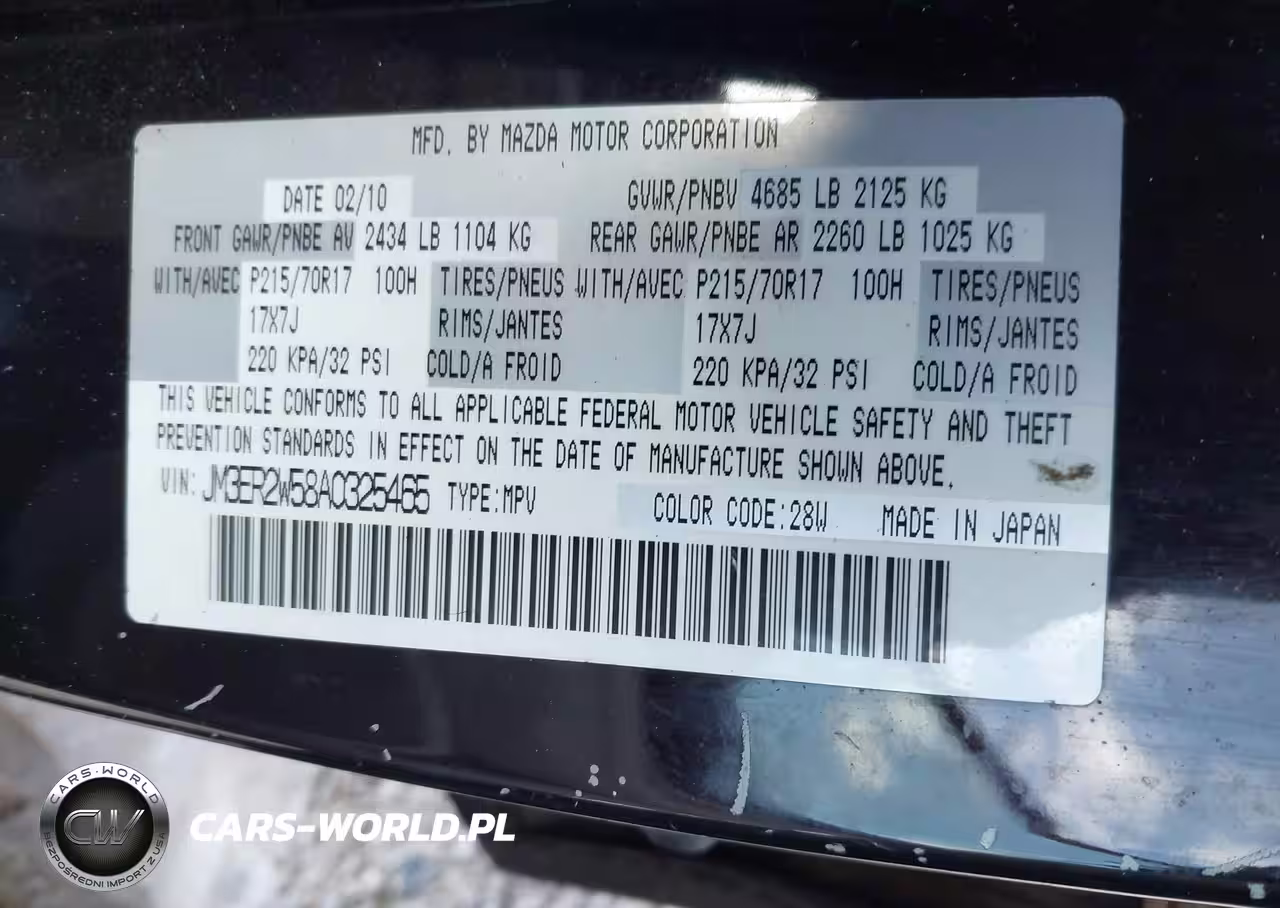 MFD. BY MAZDA MOTOR CORPORATION
DATE 02/10 GVWR/PNBV 4685 LB 2125 KG
FRONT GAWR/PNBE AV 2434 LB 1104 KG REAR GAWR/PNBE AR 2260 LB 1025 KG
WITH/AVEC P215/70R17 100H TIRES/PNEUS WITH/AVEC P215/70R17 100H TIRES/PNEUS
17X7J RIMS/JANTES 17X7J RIMS/JANTES
220 KPA/32 PSI COLD/A FROID 220 KPA/32 PSI COLD/A FROID
THIS VEHICLE CONFORMS TO ALL APPLICABLE FEDERAL MOTOR VEHICLE SAFETY AND THEFT
PREVENTION STANDARDS IN EFFECT ON THE DATE OF MANUFACTURE SHOWN ABOVE.
VIN: JM3ER2W58A0325465 TYPE:MPV COLOR CODE:28W MADE IN JAPAN
CARS-WORLD
CW
BEZPOŚREDNI IMPORT Z USA
CARS-WORLD.PL